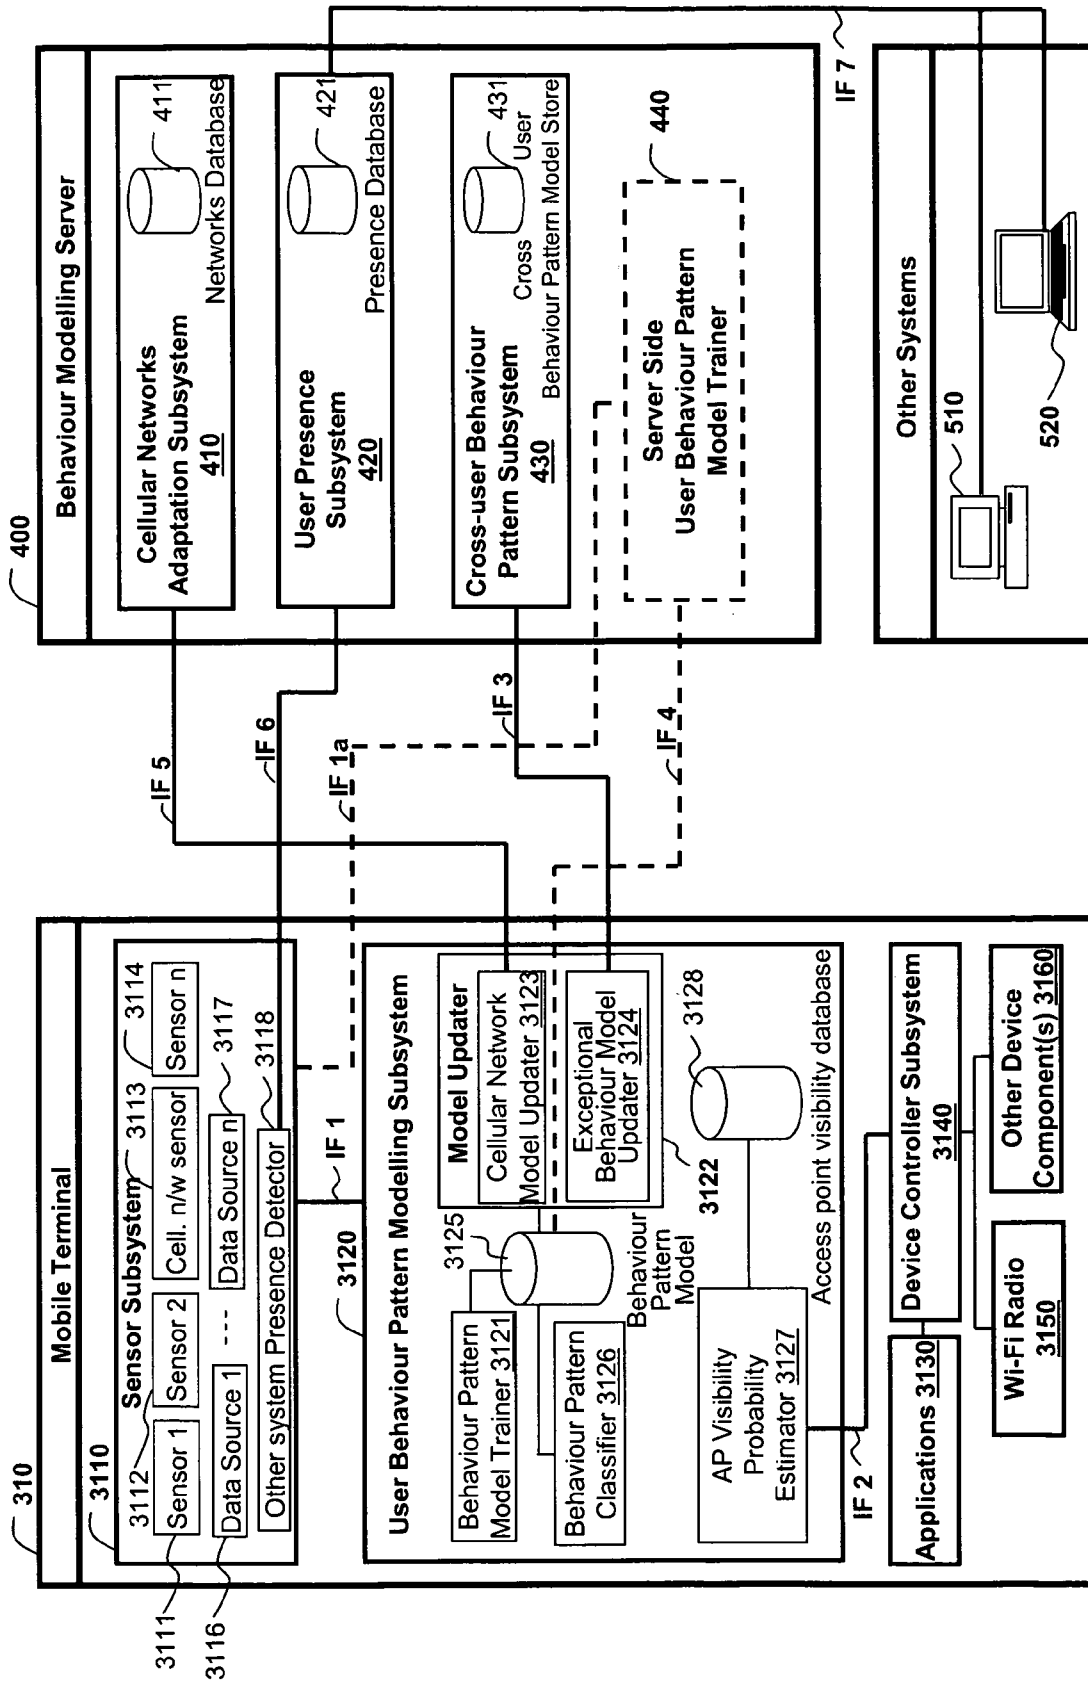 310
Mobile Terminal
3110
Sensor Subsystem
3111
3112
3113
3114
Sensor 1
Sensor 2
Cell. n/w sensor
Sensor n
3116
Data Source 1
- - -
Data Source n
3117
Other system Presence Detector
3118
IF 1
3120
User Behaviour Pattern Modelling Subsystem
Behaviour Pattern
Model Trainer 3121
3125
Behaviour Pattern
Classifier 3126
Behaviour
Pattern
Model
Model Updater
Cellular Network
Model Updater 3123
Exceptional
Behaviour Model
Updater 3124
3122
AP Visibility
Probability
Estimator 3127
3128
Access point visibility database
IF 2
Applications 3130
Device Controller Subsystem
3140
Wi-Fi Radio
3150
Other Device
Component(s) 3160
IF 5
IF 6
IF 1a
IF 3
IF 4
400
Behaviour Modelling Server
Cellular Networks
Adaptation Subsystem
410
411
Networks Database
User Presence
Subsystem
420
421
Presence Database
Cross-user Behaviour
Pattern Subsystem
430
431
Cross User
Behaviour Pattern Model Store
Server Side
User Behaviour Pattern
Model Trainer
440
IF 7
Other Systems
510
520